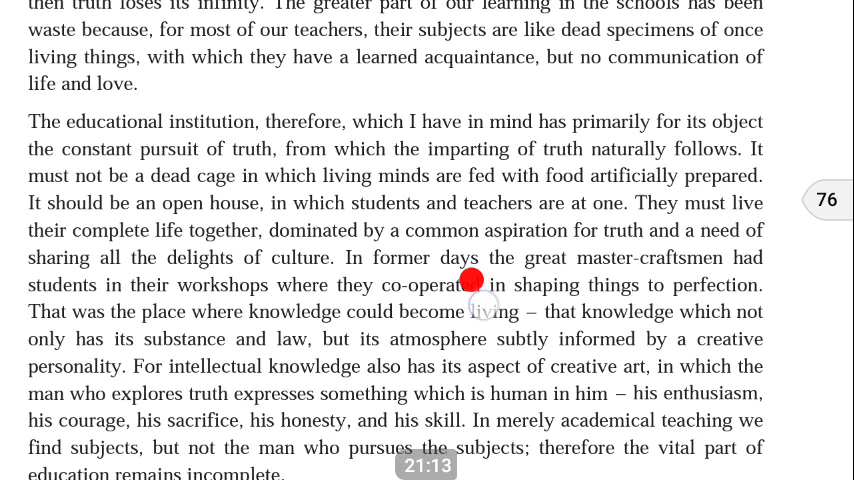 then truth loses its infinity. The greater part of our learning in the schools has been
waste because, for most of our teachers, their subjects are like dead specimens of once
living things, with which they have a learned acquaintance, but no communication of
life and love.
The educational institution, therefore, which I have in mind has primarily for its object
the constant pursuit of truth, from which the imparting of truth naturally follows. It
must not be a dead cage in which living minds are fed with food artificially prepared.
It should be an open house, in which students and teachers are at one. They must live
their complete life together, dominated by a common aspiration for truth and a need of
sharing all the delights of culture. In former days the great master-craftsmen had
students in their workshops where they co-operated in shaping things to perfection.
That was the place where knowledge could become living – that knowledge which not
only has its substance and law, but its atmosphere subtly informed by a creative
personality. For intellectual knowledge also has its aspect of creative art, in which the
man who explores truth expresses something which is human in him – his enthusiasm,
his courage, his sacrifice, his honesty, and his skill. In merely academical teaching we
find subjects, but not the man who pursues the subjects; therefore the vital part of
education remains incomplete.
76
21:13